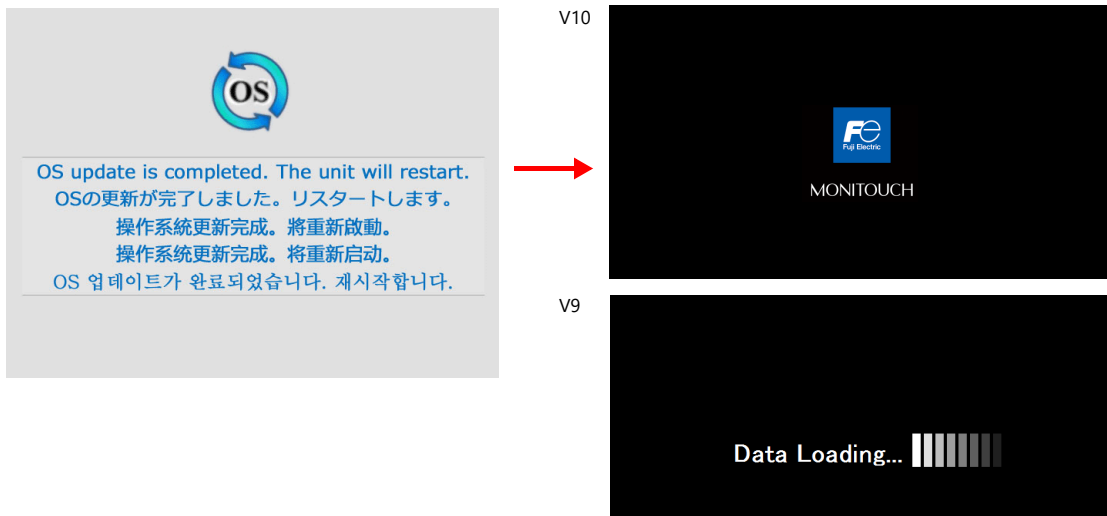 OS
OS update is completed. The unit will restart.
OSの更新が完了しました。リスタートします。
操作系統更新完成。將重新啟動。
操作系统更新完成。将重新启动。
OS 업데이트가 완료되었습니다. 재시작합니다.
V10
Fe
Fuji Electric
MONITOUCH
V9
Data Loading...